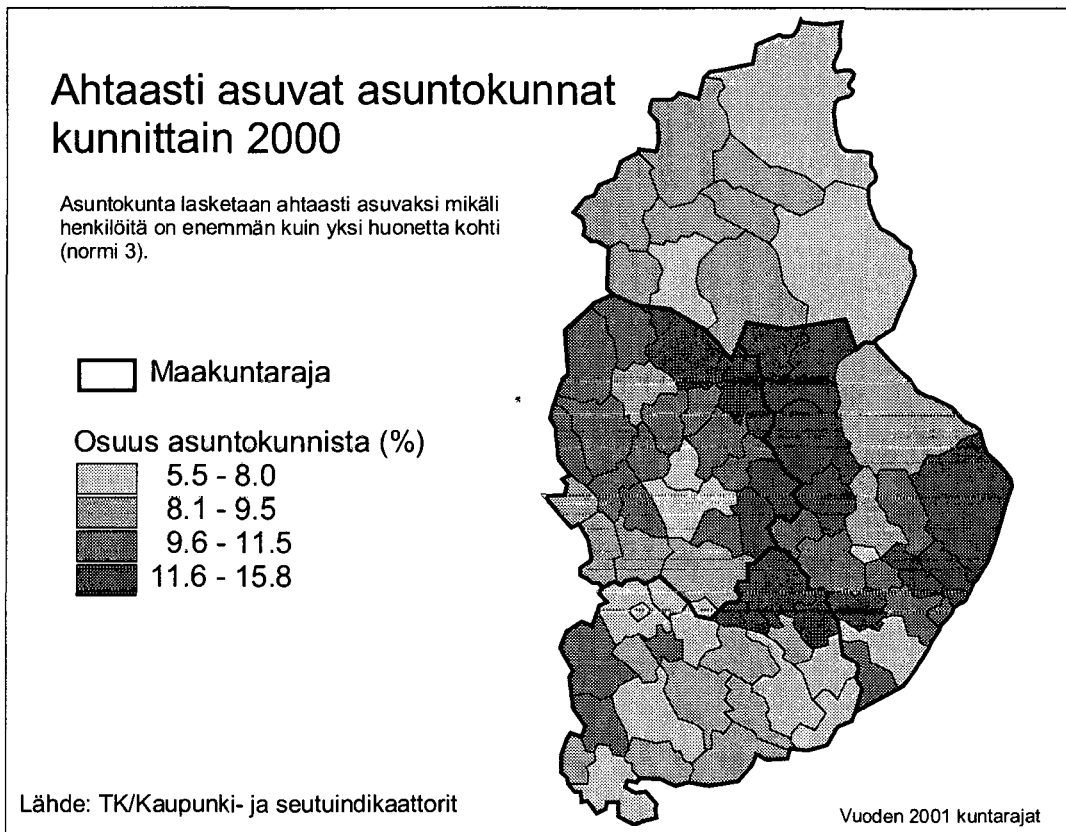 Ahtaasti asuvat asuntokunnat
kunnittain 2000
Asuntokunta lasketaan ahtaasti asuvaksi mikäli
henkilöitä on enemmän kuin yksi huonetta kohti
(normi 3).
Maakuntaraja
Osuus asuntokunnista (%)
5.5 - 8.0
8.1 - 9.5
9.6 - 11.5
11.6 - 15.8
Lähde: TK/Kaupunki- ja seutuindikaattorit
Vuoden 2001 kuntarajat